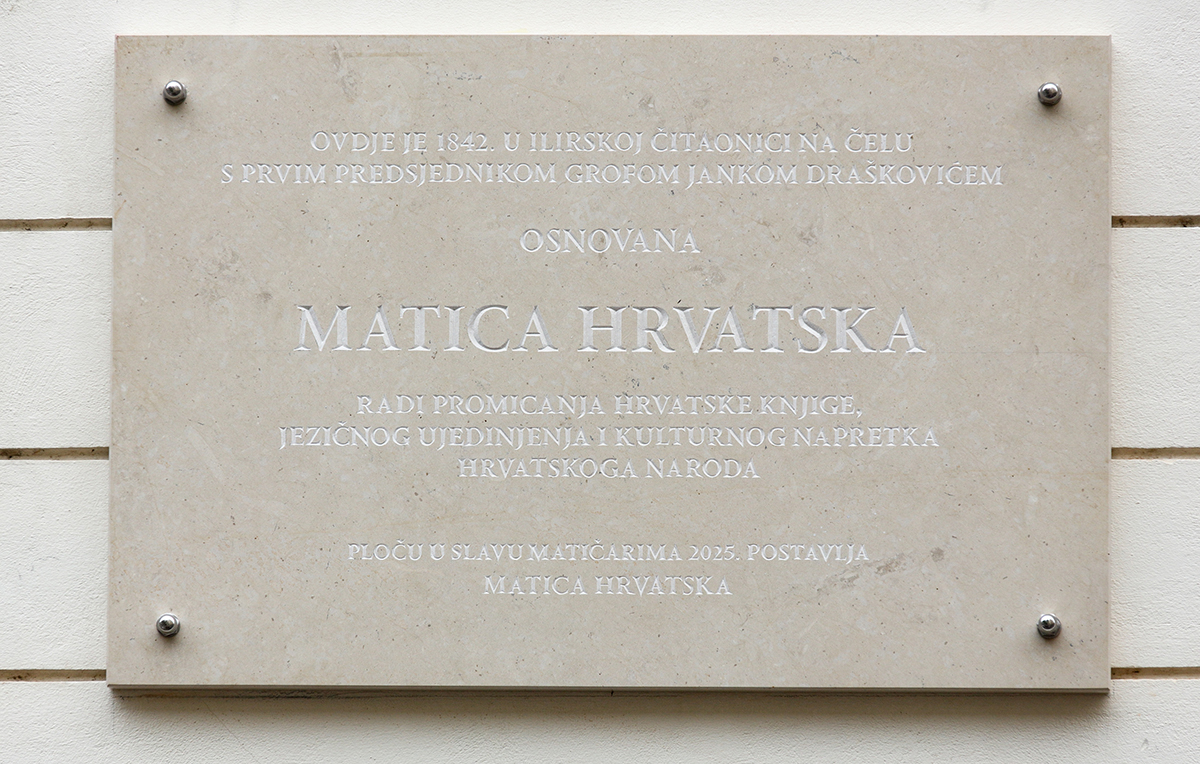 OVDJE JE 1842. U ILIRSKOJ ČITAONICI NA ČELU
S PRVIM PREDSJEDNIKOM GROFOM JANKOM DRAŠKOVIĆEM
OSNOVANA
MATICA HRVATSKA
RADI PROMICANJA HRVATSKE KNJIGE,
JEZIČNOG UJEDINJENJA I KULTURNOG NAPRETKA
HRVATSKOGA NARODA
PLOČU U SLAVU MATIČARIMA 2025. POSTAVLJA
MATICA HRVATSKA